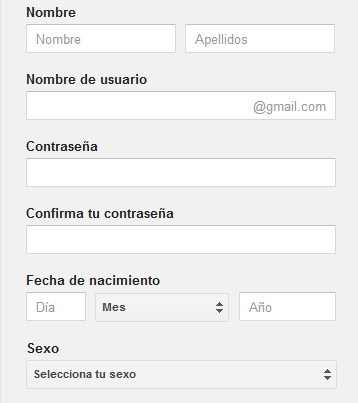 Nombre
Nombre Apellidos
Nombre de usuario
@gmail.com
Contraseña
Confirma tu contraseña
Fecha de nacimiento
Día Mes Año
Sexo
Selecciona tu sexo